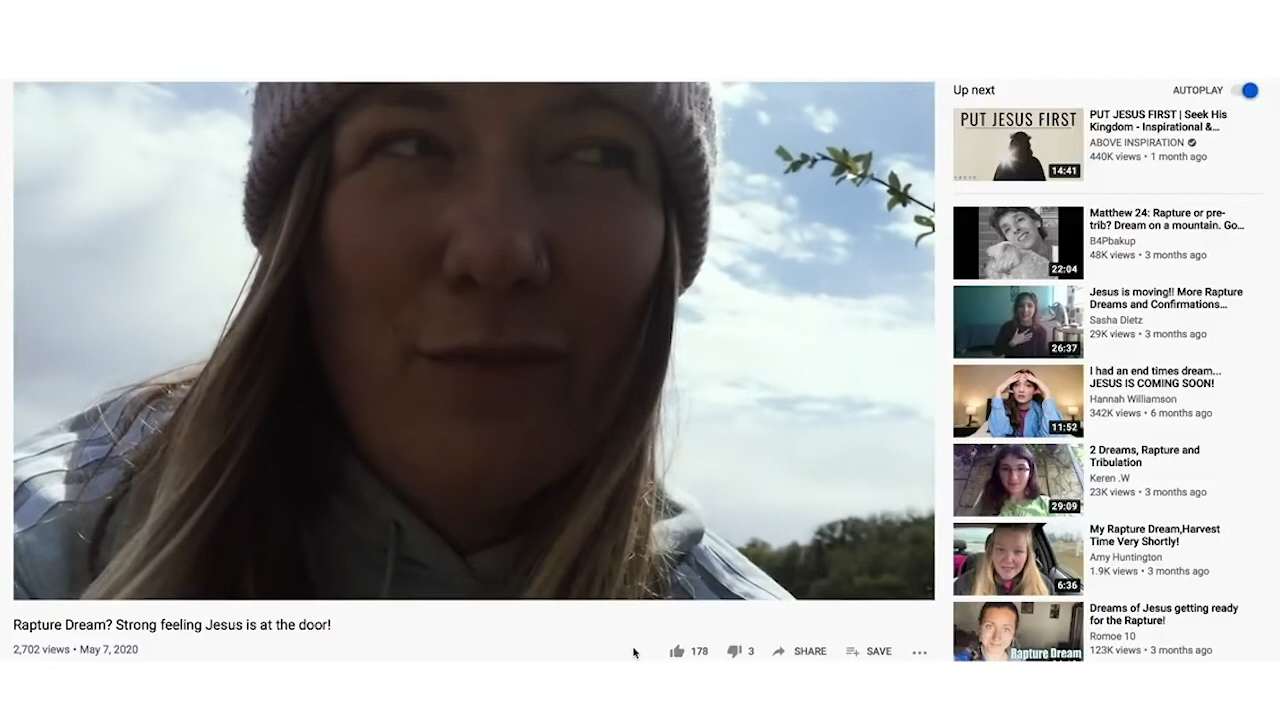 Up next
AUTOPLAY
PUT JESUS FIRST
14:41
PUT JESUS FIRST | Seek His
Kingdom - Inspirational &...
ABOVE INSPIRATION
440K views • 1 month ago
22:04
Matthew 24: Rapture or pre-
trib? Dream on a mountain. Go...
B4Pbakup
48K views • 3 months ago
26:37
Jesus is moving!! More Rapture
Dreams and Confirmations...
Sasha Dietz
29K views • 3 months ago
11:52
I had an end times dream...
JESUS IS COMING SOON!
Hannah Williamson
342K views • 6 months ago
29:09
2 Dreams, Rapture and
Tribulation
Keren .W
23K views • 3 months ago
6:36
My Rapture Dream,Harvest
Time Very Shortly!
Amy Huntington
1.9K views • 3 months ago
Rapture Dream
Dreams of Jesus getting ready
for the Rapture!
Romoe 10
123K views • 3 months ago
Rapture Dream? Strong feeling Jesus is at the door!
2,702 views • May 7, 2020
178
3
SHARE
SAVE